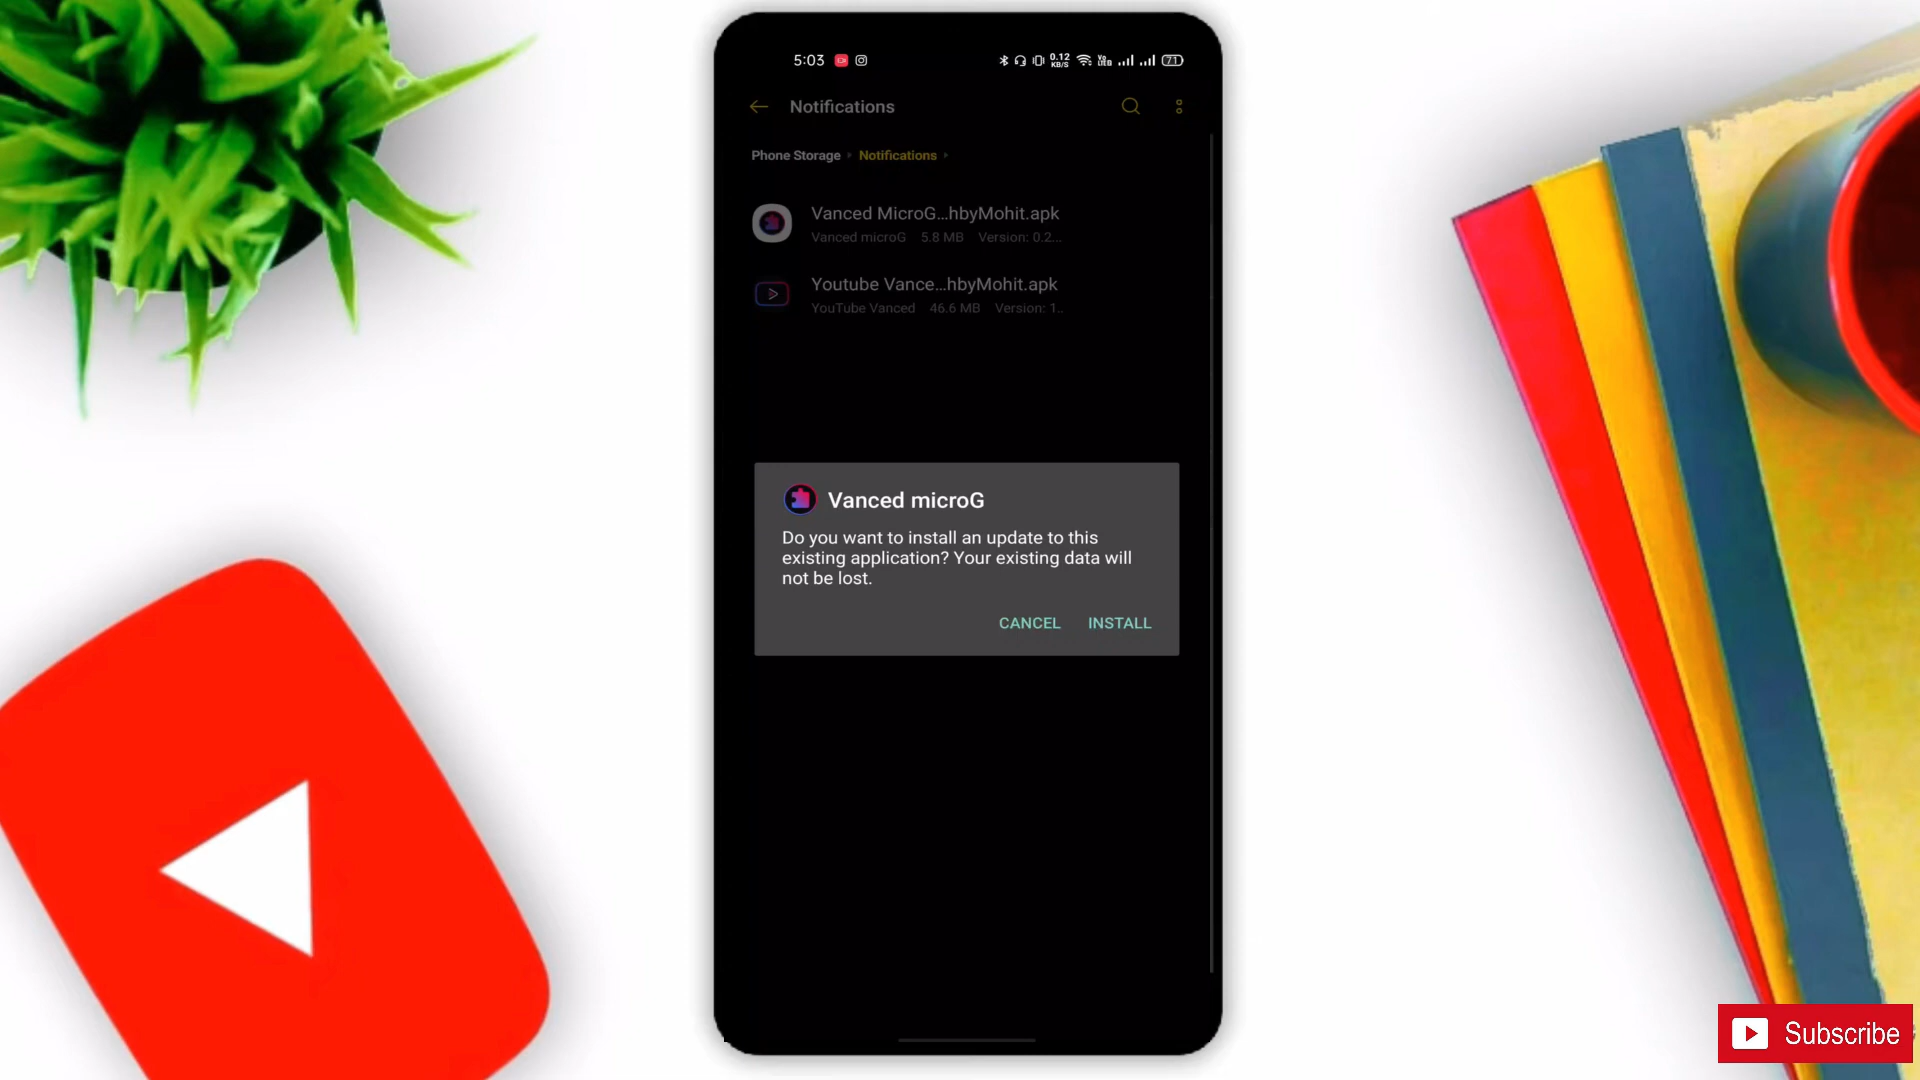 5:03
0.12
KB/S
71
Notifications
Phone Storage Notifications
Vanced MicroG...hbyMohit.apk
Vanced microG 5.8 MB Version: 0.2...
Youtube Vance...hbyMohit.apk
YouTube Vanced 46.6 MB Version: 1..
Vanced microG
Do you want to install an update to this
existing application? Your existing data will
not be lost.
CANCEL INSTALL
Subscribe